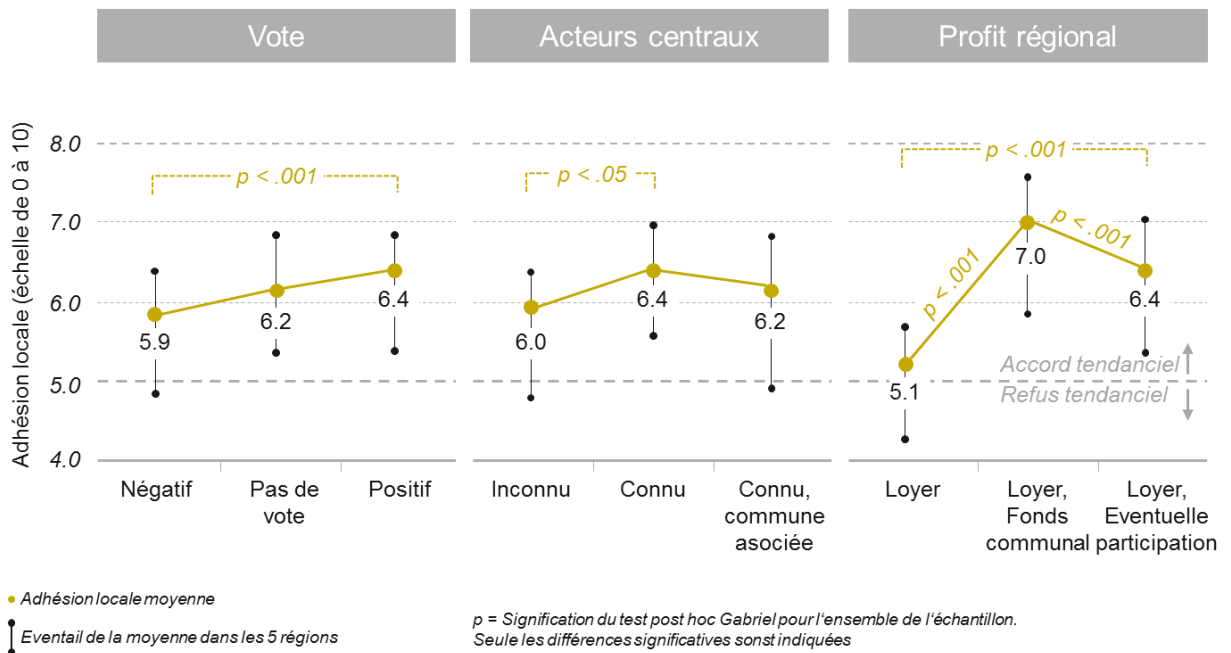 Vote
Acteurs centraux
Profit régional
Adhésion locale (échelle de 0 à 10)
8.0
7.0
6.0
5.0
4.0
p < .001
5.9
6.2
6.4
Négatif
Pas de
vote
Positif
p < .05
6.0
6.4
6.2
Inconnu
Connu
Connu,
commune
asociée
p < .001
p < .001
p < .001
5.1
7.0
6.4
Accord tendanciel
Refus tendanciel
Loyer
Loyer,
Fonds
communal
Loyer,
Eventuelle
participation
Adhésion locale moyenne
Eventail de la moyenne dans les 5 régions
p = Signification du test post hoc Gabriel pour l'ensemble de l'échantillon.
Seule les différences significatives sonst indiquées